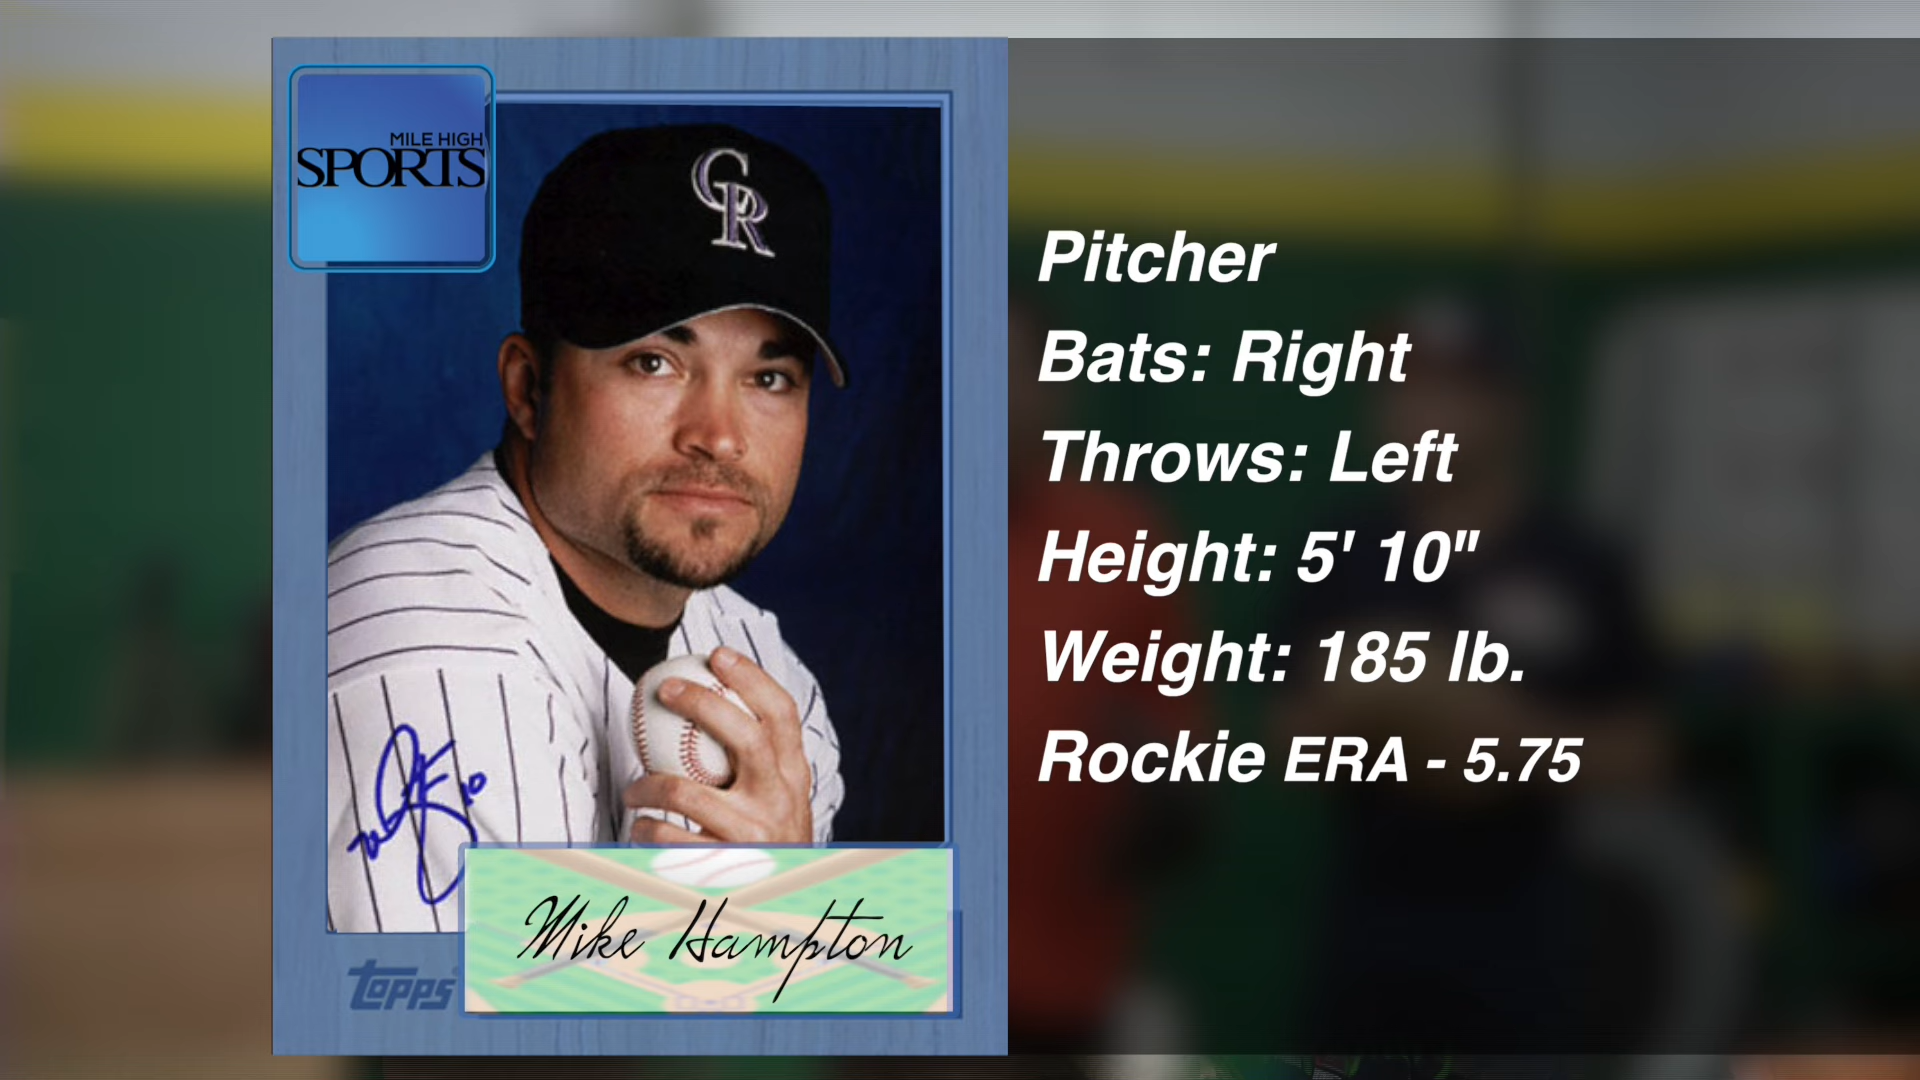 MILE HIGH
SPORTS
CR
Mike Hampton
TOPPS
Pitcher
Bats: Right
Throws: Left
Height: 5' 10"
Weight: 185 lb.
Rockie ERA - 5.75